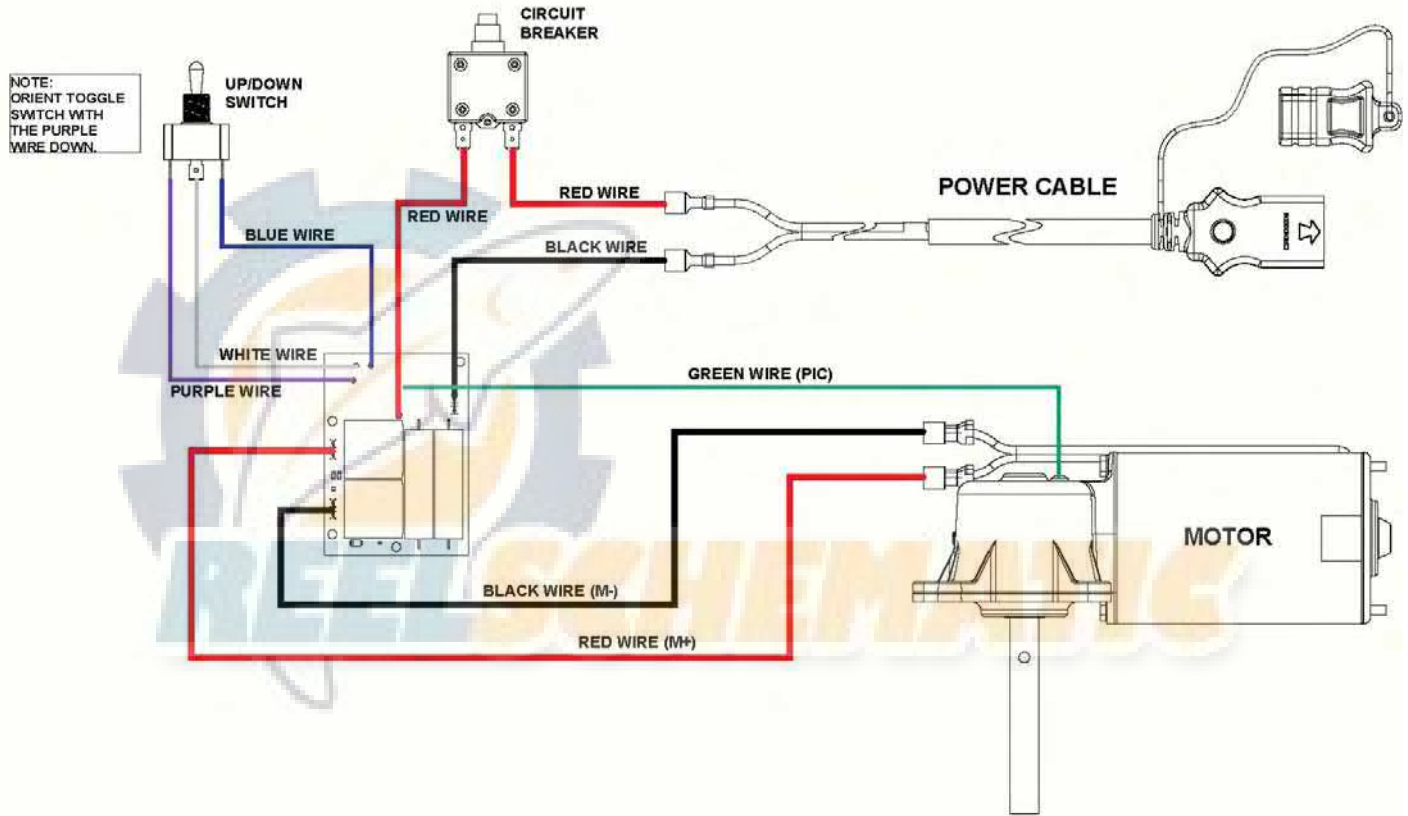 CIRCUIT
BREAKER
NOTE:
ORIENT TOGGLE
SWITCH WITH
THE PURPLE
WIRE DOWN.
UP/DOWN
SWITCH
RED WIRE
POWER CABLE
RED WIRE
BLUE WIRE
BLACK WIRE
WHITE WIRE
PURPLE WIRE
GREEN WIRE (PIC)
MOTOR
BLACK WIRE (M-)
RED WIRE (M+)
REELSCHEMATIC